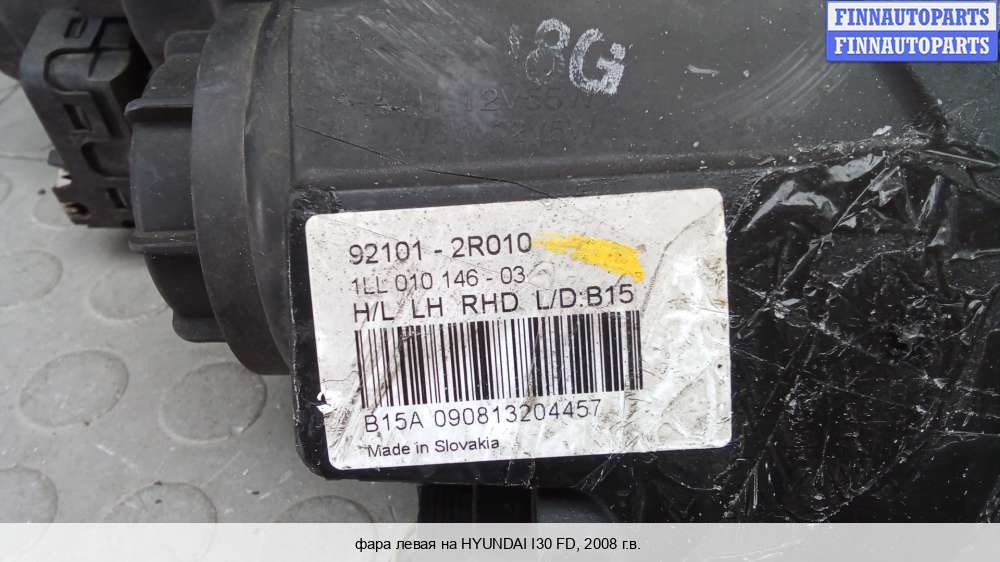 FINNAUTOPARTS
FINNAUTOPARTS
8G
92101 - 2R010
1LL 010 146 - 03
H/L LH RHD L/D:B15
B15A 090813204457
Made in Slovakia
фара левая на HYUNDAI I30 FD, 2008 г.в.